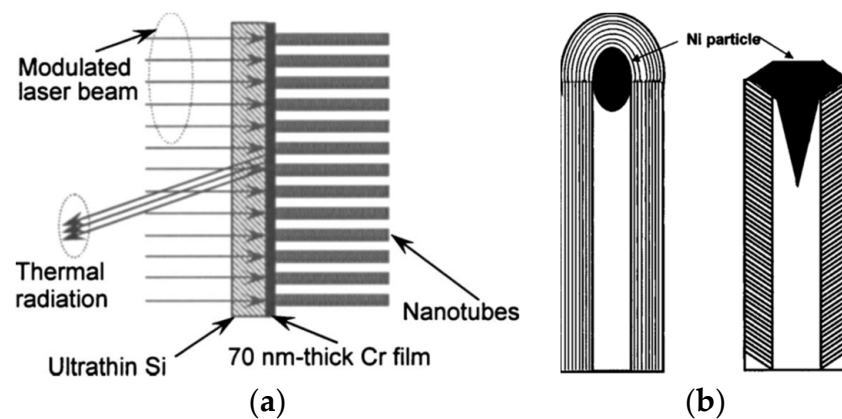 Modulated
laser beam
Thermal
radiation
Ultrathin Si
70 nm-thick Cr film
Nanotubes
(a)
Ni particle
(b)